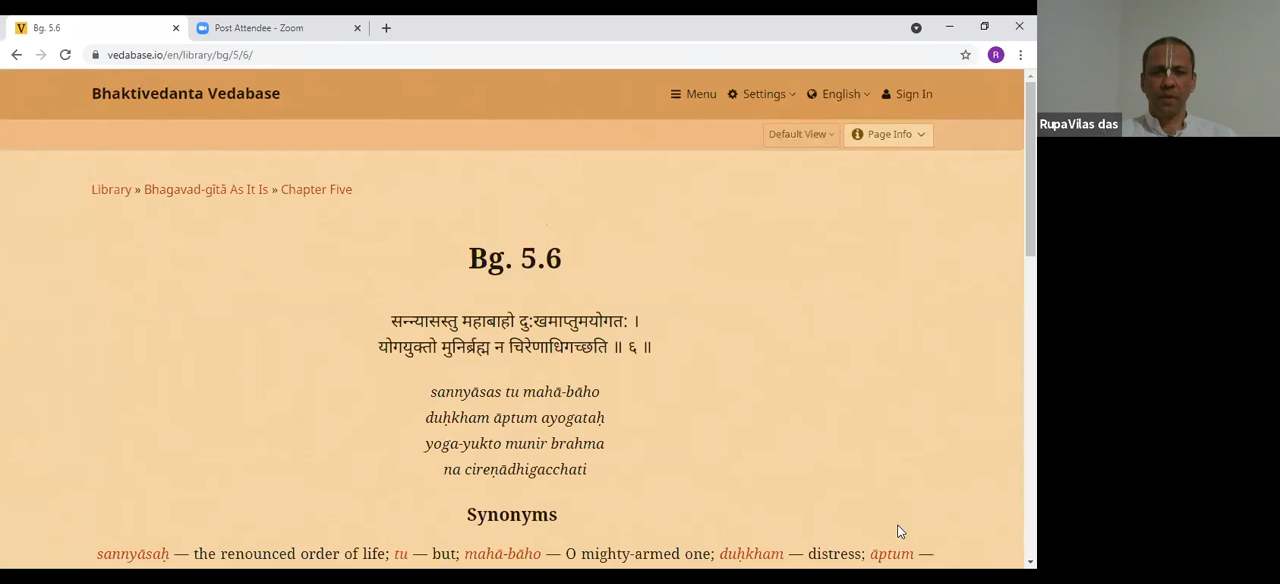 Bg. 5.6
Post Attendee - Zoom
vedabase.io/en/library/bg/5/6/
R
Bhaktivedanta Vedabase
Menu Settings English Sign In
Default View Page Info
Library » Bhagavad-gītā As It Is » Chapter Five
Bg. 5.6
सन्न्यासस्तु महाबाहो दु:खमाप्तुमयोगत: ।
योगयुक्तो मुनिर्ब्रह्म न चिरेणाधिगच्छति ॥ ६ ॥
sannyāsas tu mahā-bāho
duḥkham āptum ayogataḥ
yoga-yukto munir brahma
na cireṇādhigacchati
Synonyms
sannyāsaḥ — the renounced order of life; tu — but; mahā-bāho — O mighty-armed one; duḥkham — distress; āptum —
RupaVilas das